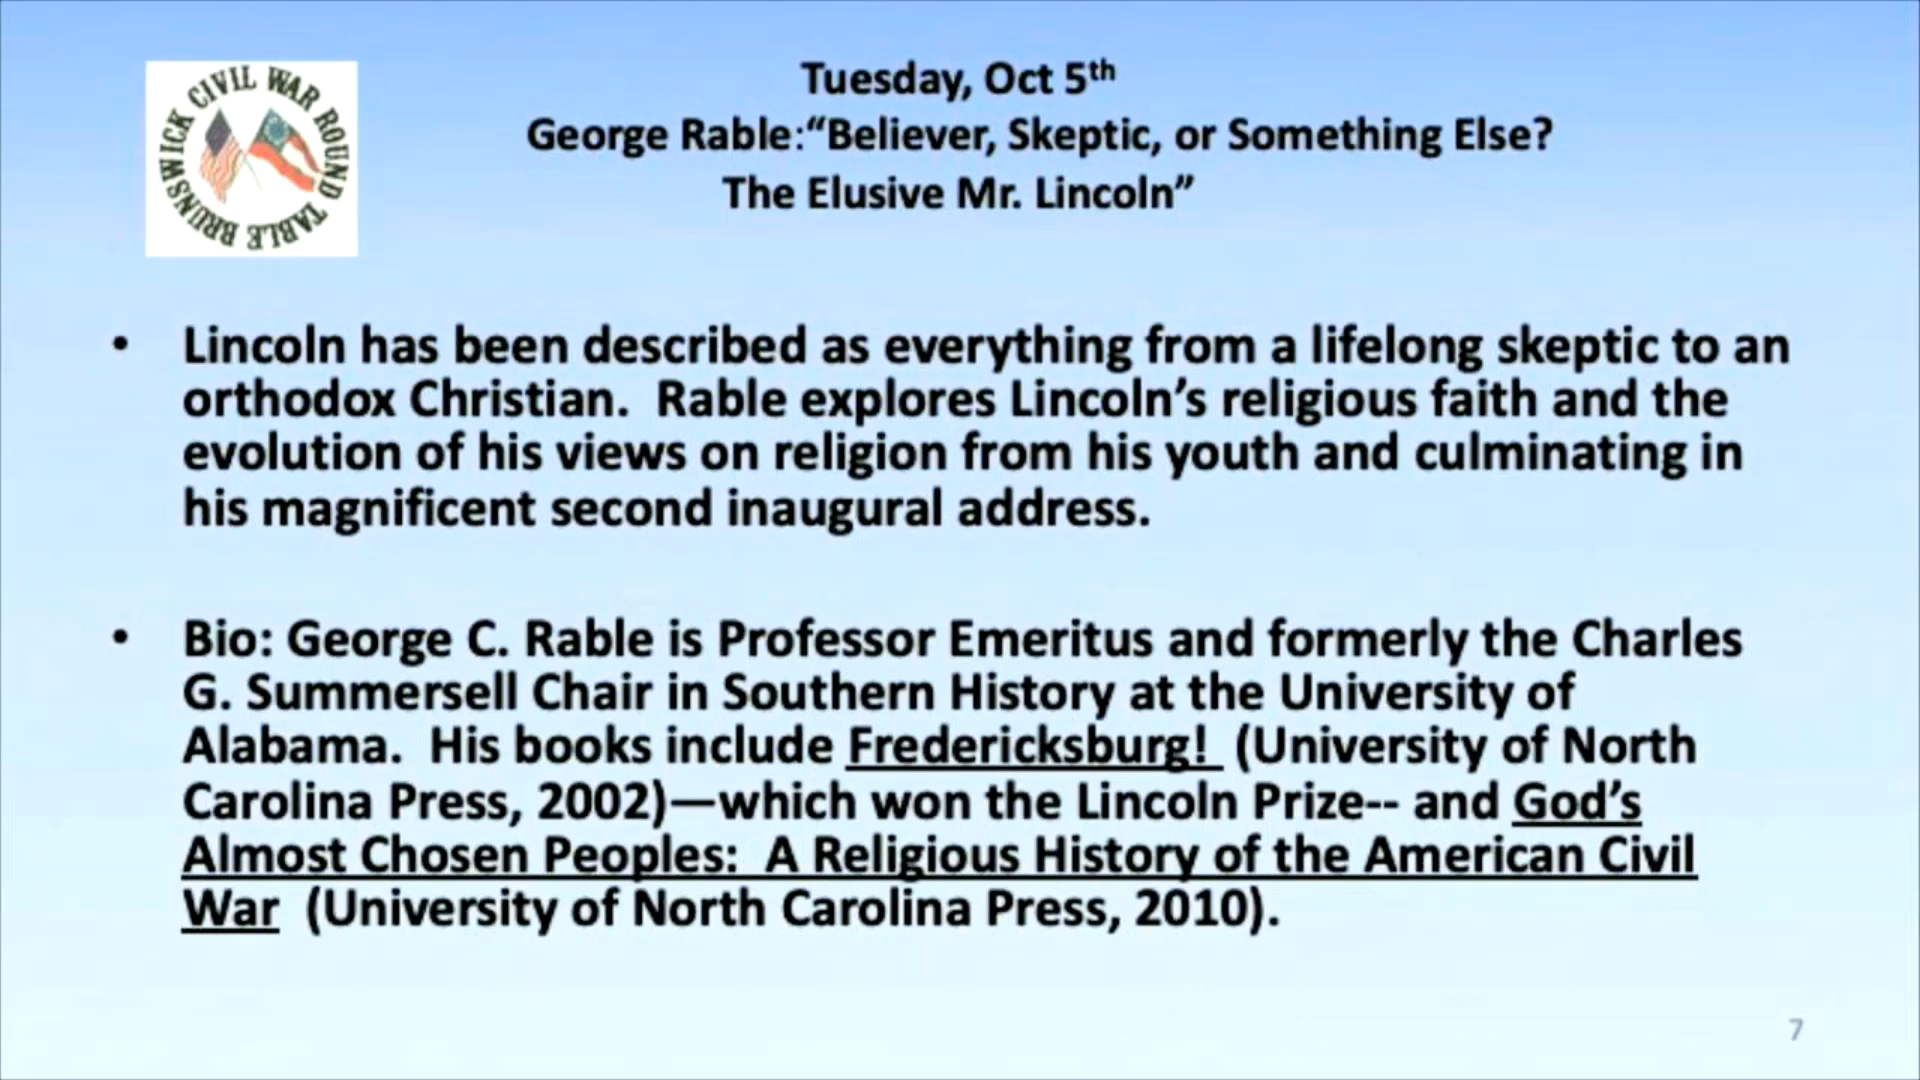 BRUNSWICK CIVIL WAR ROUND TABLE
Tuesday, Oct 5th
George Rable:“Believer, Skeptic, or Something Else?
The Elusive Mr. Lincoln”
• Lincoln has been described as everything from a lifelong skeptic to an
orthodox Christian.  Rable explores Lincoln’s religious faith and the
evolution of his views on religion from his youth and culminating in
his magnificent second inaugural address.
• Bio: George C. Rable is Professor Emeritus and formerly the Charles
G. Summersell Chair in Southern History at the University of
Alabama.  His books include Fredericksburg!  (University of North
Carolina Press, 2002)—which won the Lincoln Prize-- and God’s
Almost Chosen Peoples:  A Religious History of the American Civil
War  (University of North Carolina Press, 2010).
7